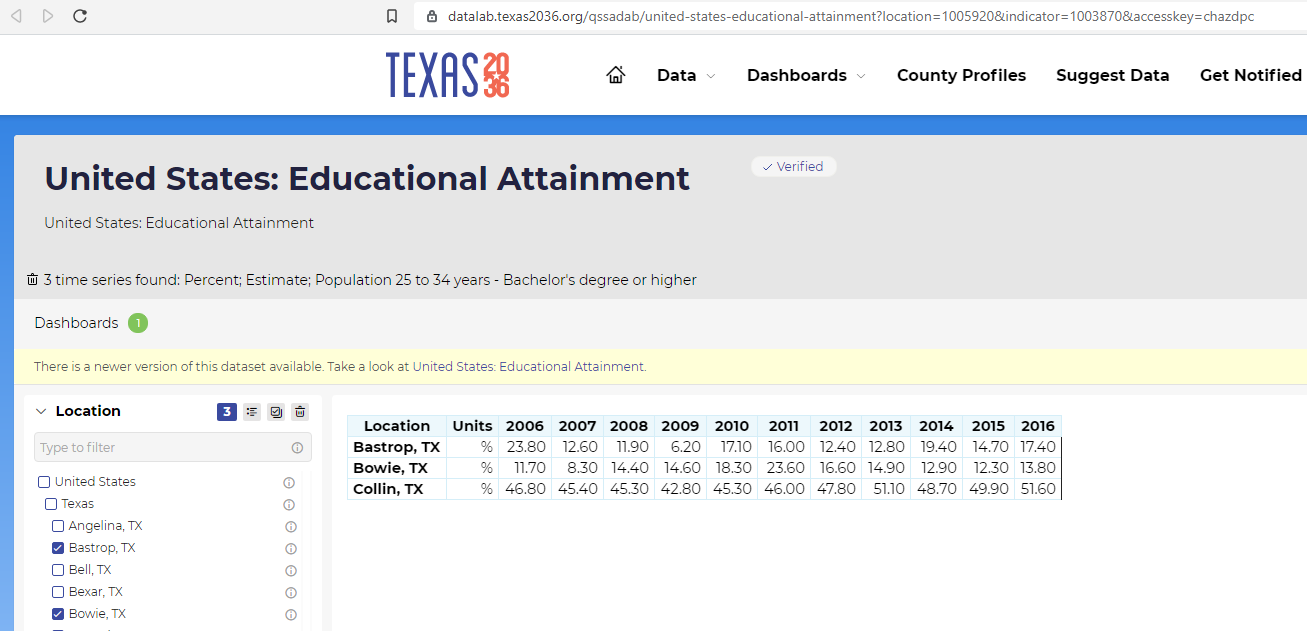 datalab.texas2036.org/qssadab/united-states-educational-attainment?location=1005920&indicator=1003870&accesskey=chazdpc
TEXAS 2036 Data Dashboards County Profiles Suggest Data Get Notified
United States: Educational Attainment Verified
United States: Educational Attainment
3 time series found: Percent; Estimate; Population 25 to 34 years - Bachelor's degree or higher
Dashboards 1
There is a newer version of this dataset available. Take a look at United States: Educational Attainment.
Location 3
Type to filter
United States
Texas
Angelina, TX
Bastrop, TX
Bell, TX
Bexar, TX
Bowie, TX
Location Units 2006 2007 2008 2009 2010 2011 2012 2013 2014 2015 2016
Bastrop, TX % 23.80 12.60 11.90 6.20 17.10 16.00 12.40 12.80 19.40 14.70 17.40
Bowie, TX % 11.70 8.30 14.40 14.60 18.30 23.60 16.60 14.90 12.90 12.30 13.80
Collin, TX % 46.80 45.40 45.30 42.80 45.30 46.00 47.80 51.10 48.70 49.90 51.60